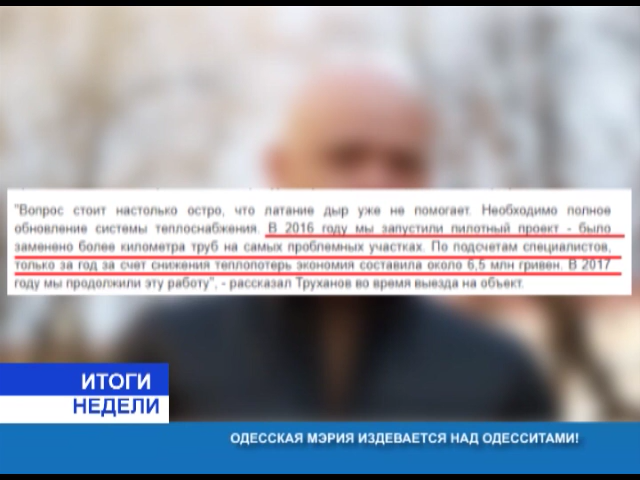 "Вопрос стоит настолько остро, что латание дыр уже не помогает. Необходимо полное
обновление системы теплоснабжения. В 2016 году мы запустили пилотный проект - было
заменено более километра труб на самых проблемных участках. По подсчетам специалистов,
только за год за счет снижения теплопотерь экономия составила около 6,5 млн гривен. В 2017
году мы продолжили эту работу", - рассказал Труханов во время выезда на объект.
ИТОГИ
НЕДЕЛИ
ОДЕССКАЯ МЭРИЯ ИЗДЕВАЕТСЯ НАД ОДЕССИТАМИ!